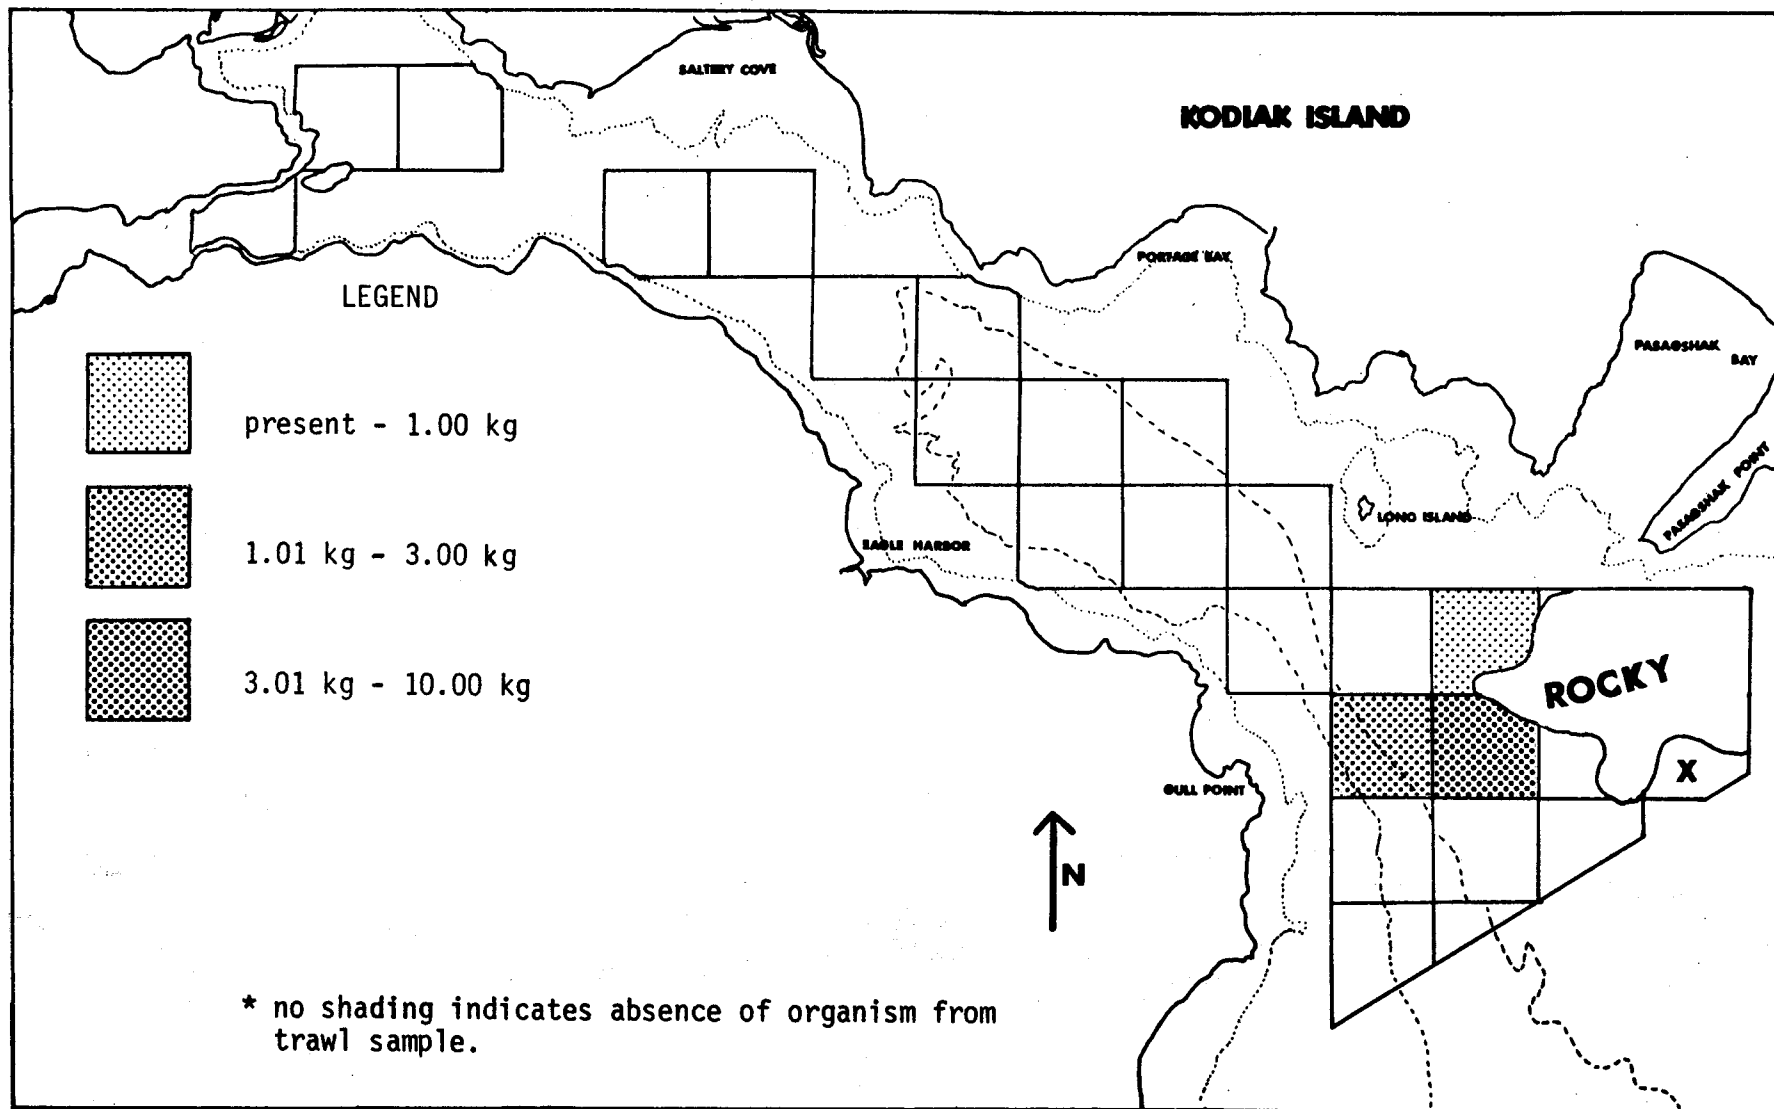 SALTERY COVE
KODIAK ISLAND
PORTAGE BAY
LEGEND
PASAGSHAK
BAY
present - 1.00 kg
PASAGSHAK POINT
LONG ISLAND
EAGLE HARBOR
1.01 kg - 3.00 kg
3.01 kg - 10.00 kg
ROCKY
X
GULL POINT
N
* no shading indicates absence of organism from
trawl sample.